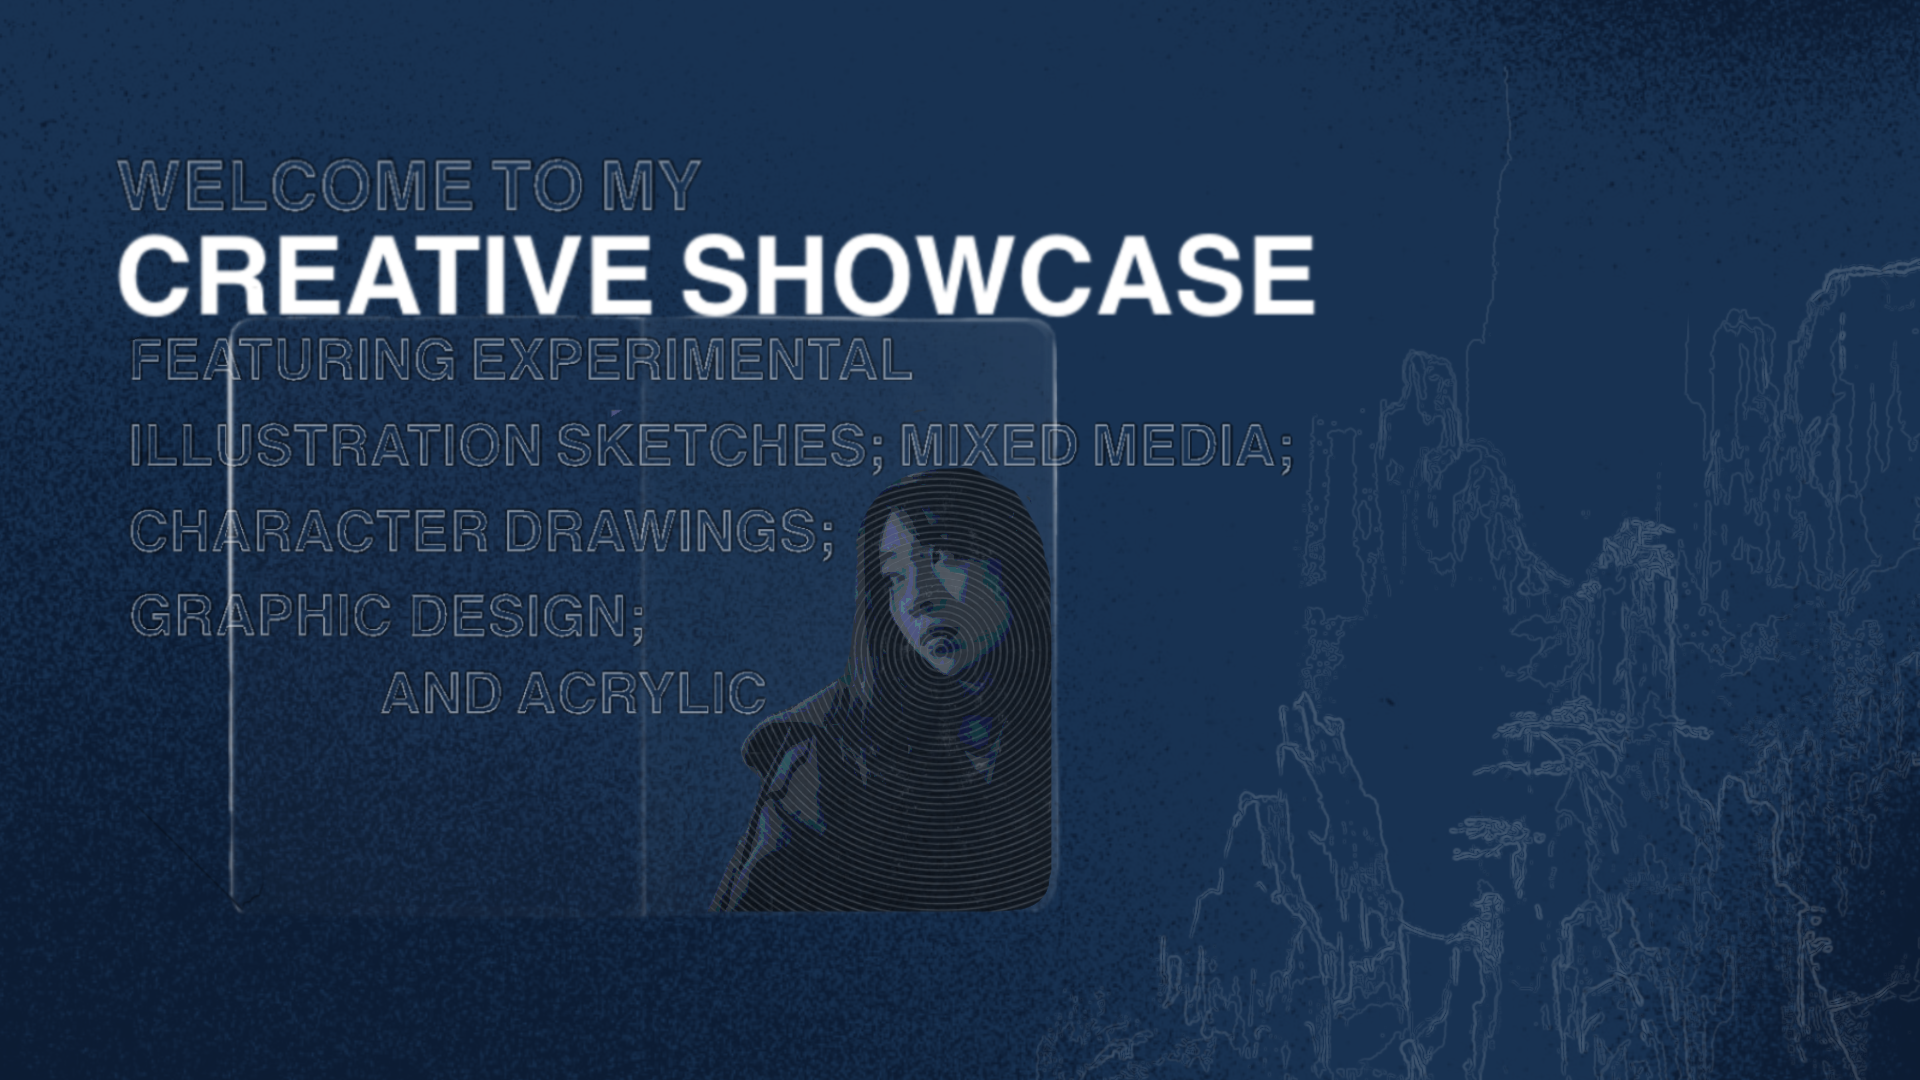 WELCOME TO MY
CREATIVE SHOWCASE
FEATURING EXPERIMENTAL
ILLUSTRATION SKETCHES; MIXED MEDIA;
CHARACTER DRAWINGS;
GRAPHIC DESIGN;
AND ACRYLIC